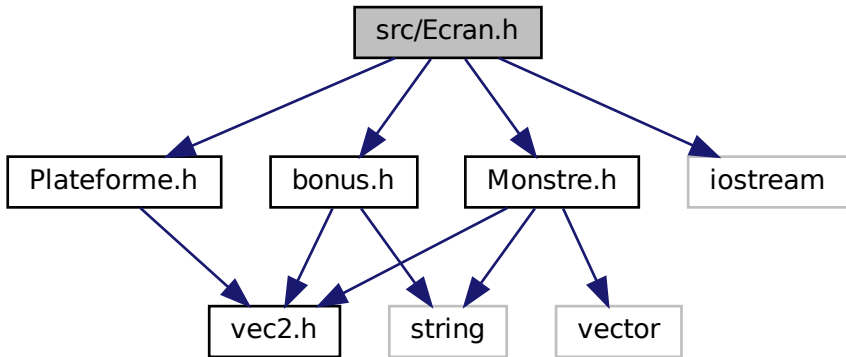 src/Ecran.h
Plateforme.h
bonus.h
Monstre.h
iostream
vec2.h
string
vector